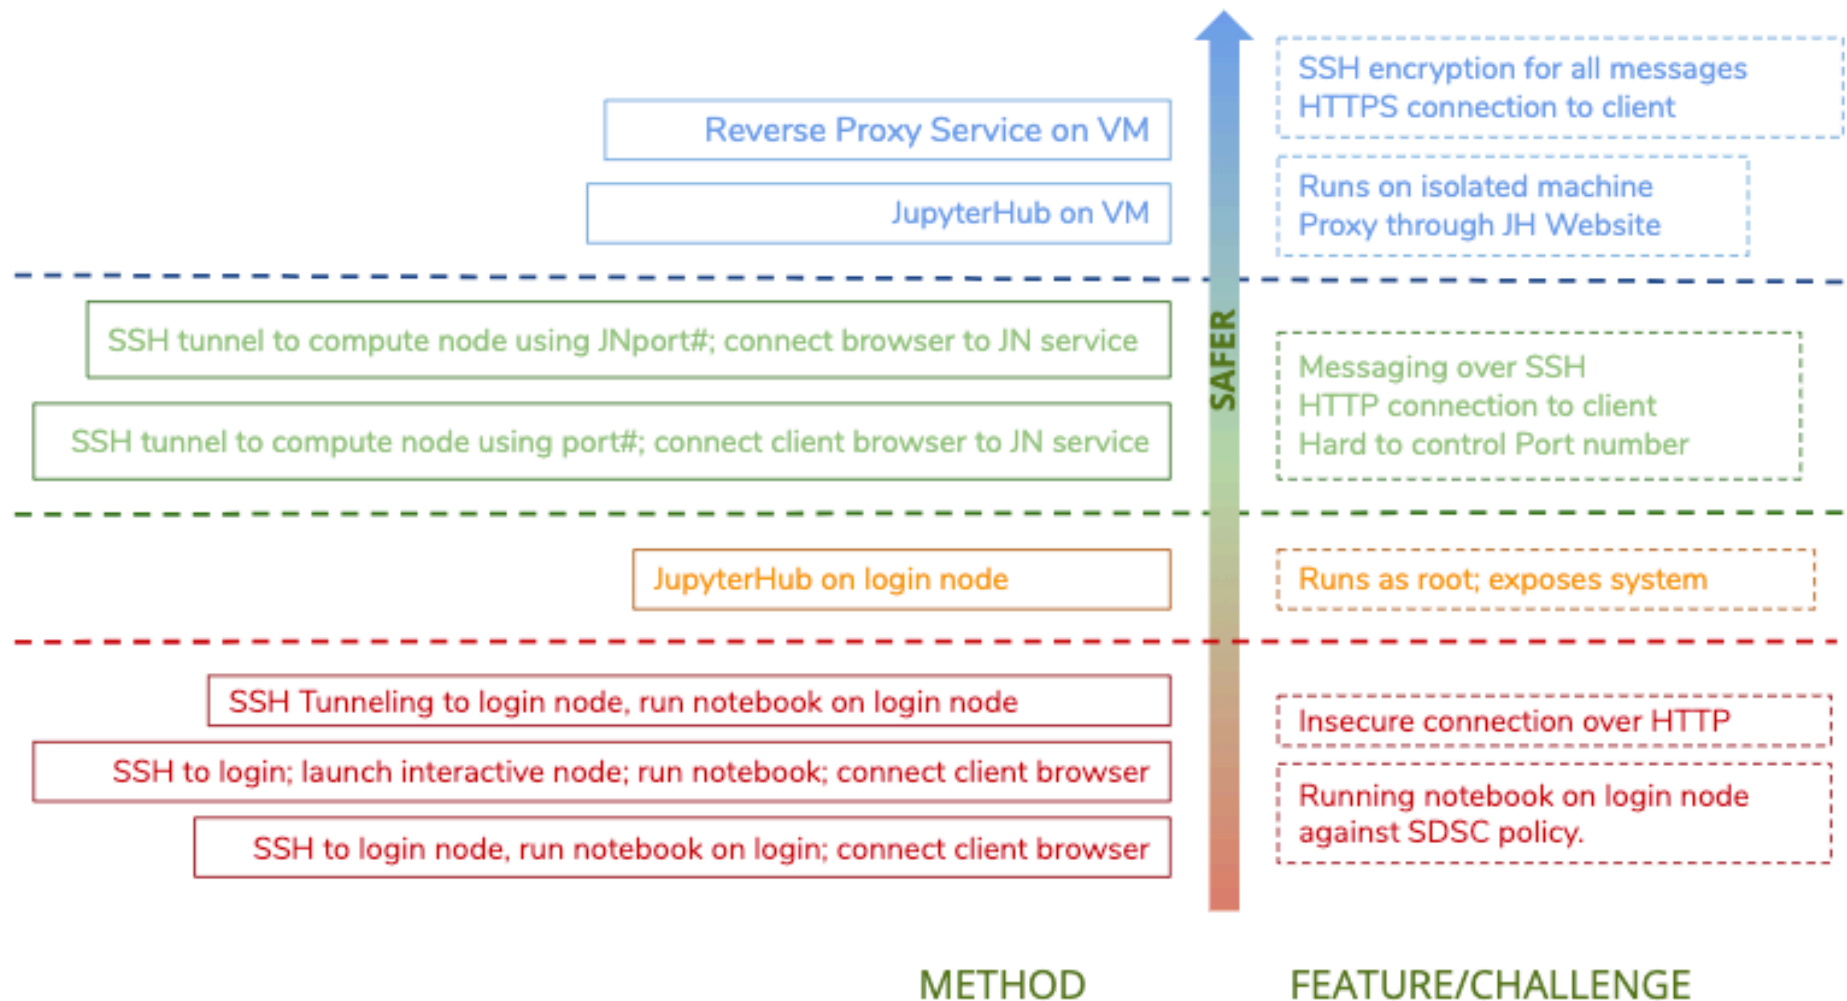 SSH encryption for all messages
HTTPS connection to client
Reverse Proxy Service on VM
JupyterHub on VM
Runs on isolated machine
Proxy through JH Website
SAFER
SSH tunnel to compute node using JNport#; connect browser to JN service
SSH tunnel to compute node using port#; connect client browser to JN service
Messaging over SSH
HTTP connection to client
Hard to control Port number
JupyterHub on login node
Runs as root; exposes system
SSH Tunneling to login node, run notebook on login node
SSH to login; launch interactive node; run notebook; connect client browser
SSH to login node, run notebook on login; connect client browser
Insecure connection over HTTP
Running notebook on login node
against SDSC policy.
METHOD
FEATURE/CHALLENGE